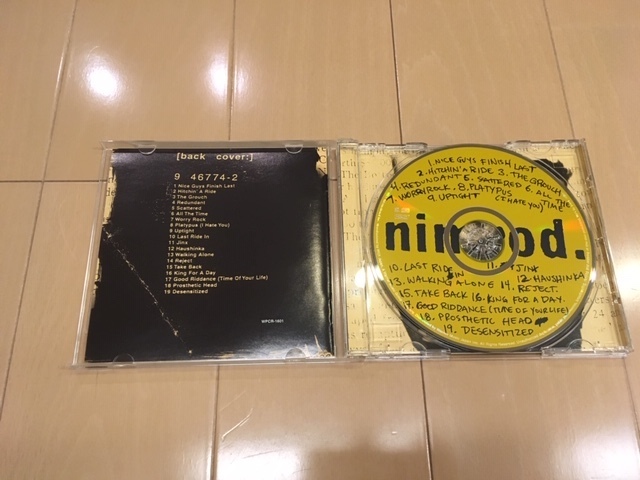 [back cover:]
9 46774-2
1 Nice Guys Finish Last
2 Hitchin' A Ride
3 The Grouch
4 Redundant
5 Scattered
6 All The Time
7 Worry Rock
8 Platypus (I Hate You)
9 Uptight
10 Last Ride In
11 Jinx
12 Haushinka
13 Walking Alone
14 Reject
15 Take Back
16 King For A Day
17 Good Riddance (Time Of Your Life)
18 Prosthetic Head
19 Desensitized
WPCR-1901
1. NICE GUYS FINISH LAST
2. HITCHIN' A RIDE 3. THE GROUCH
4. REDUNDANT 5. SCATTERED 6. ALL THE TIME
7. WORRY ROCK. 8. PLATYPUS (I HATE YOU)
9. UPTIGHT
nimrod.
10. LAST RIDE IN 11. JINX
12. HAUSHINKA
13. WALKING ALONE 14. REJECT.
15. TAKE BACK 16. KING FOR A DAY.
17. GOOD RIDDANCE (TIME OF YOUR LIFE)
18. PROSTHETIC HEAD
19. DESENSITIZED